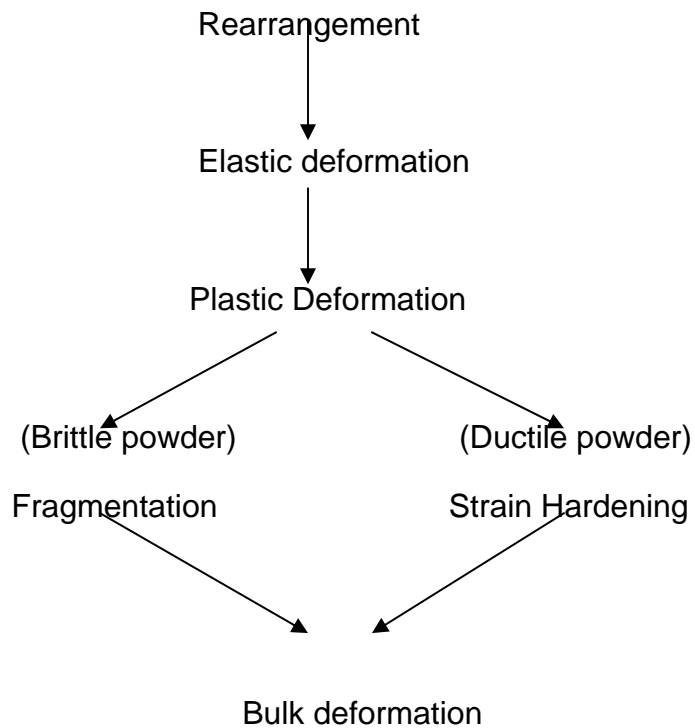 Rearrangement
Elastic deformation
Plastic Deformation
(Brittle powder)
(Ductile powder)
Fragmentation
Strain Hardening
Bulk deformation